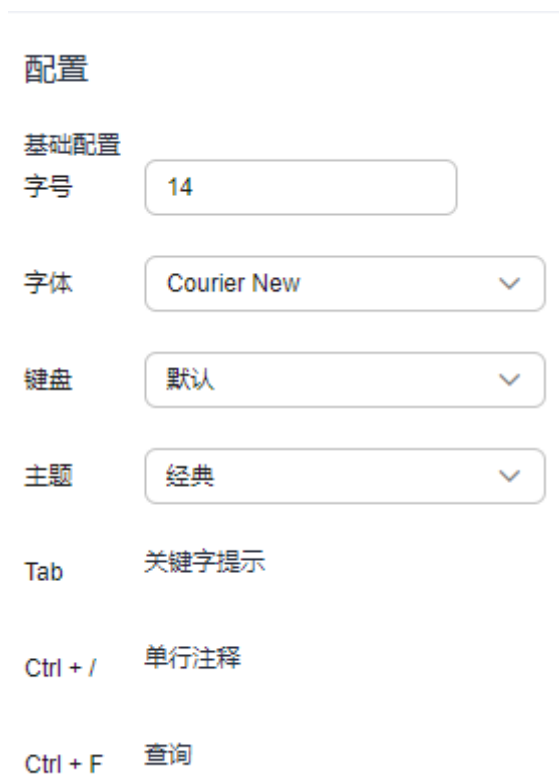 配置
基础配置
字号 14
字体 Courier New
键盘 默认
主题 经典
Tab 关键字提示
Ctrl + / 单行注释
Ctrl + F 查询